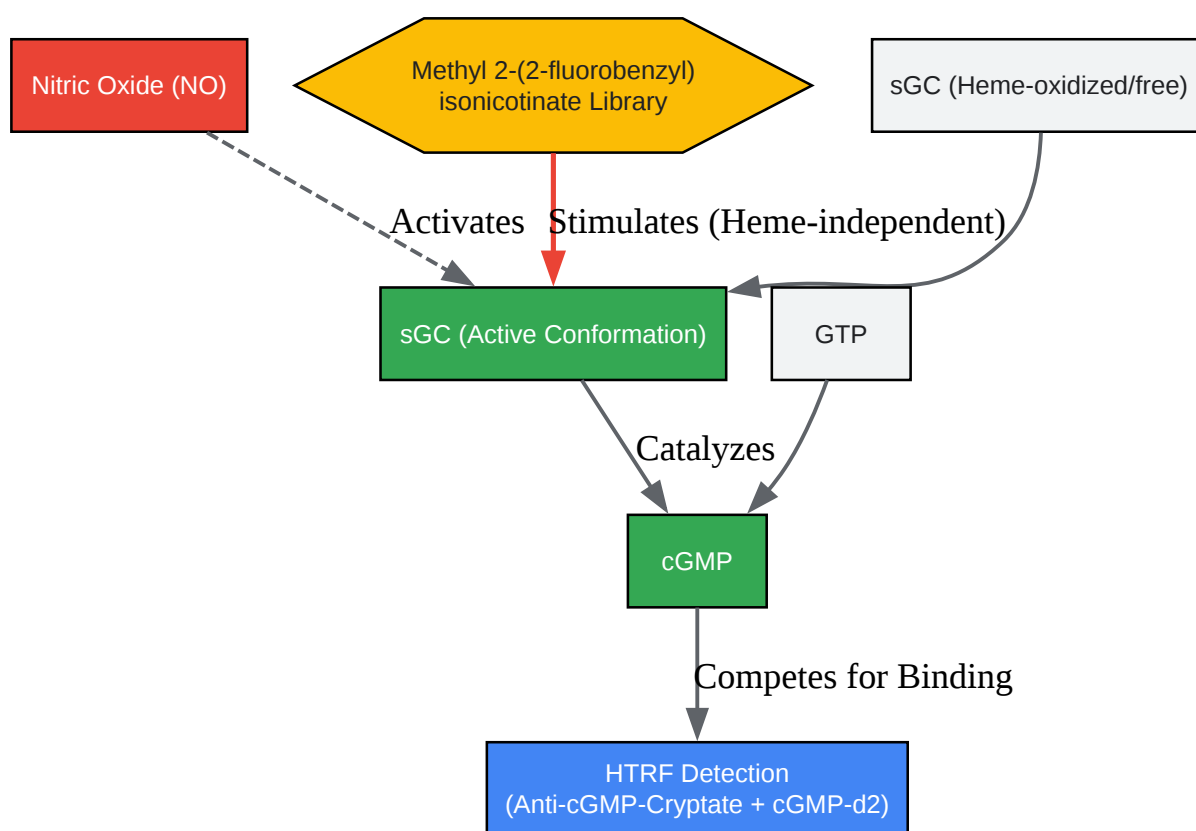 Nitric Oxide (NO)
Methyl 2-(2-fluorobenzyl)
isonicotinate Library
sGC (Heme-oxidized/free)
Activates
Stimulates (Heme-independent)
sGC (Active Conformation)
GTP
Catalyzes
cGMP
Competes for Binding
HTRF Detection
(Anti-cGMP-Cryptate + cGMP-d2)